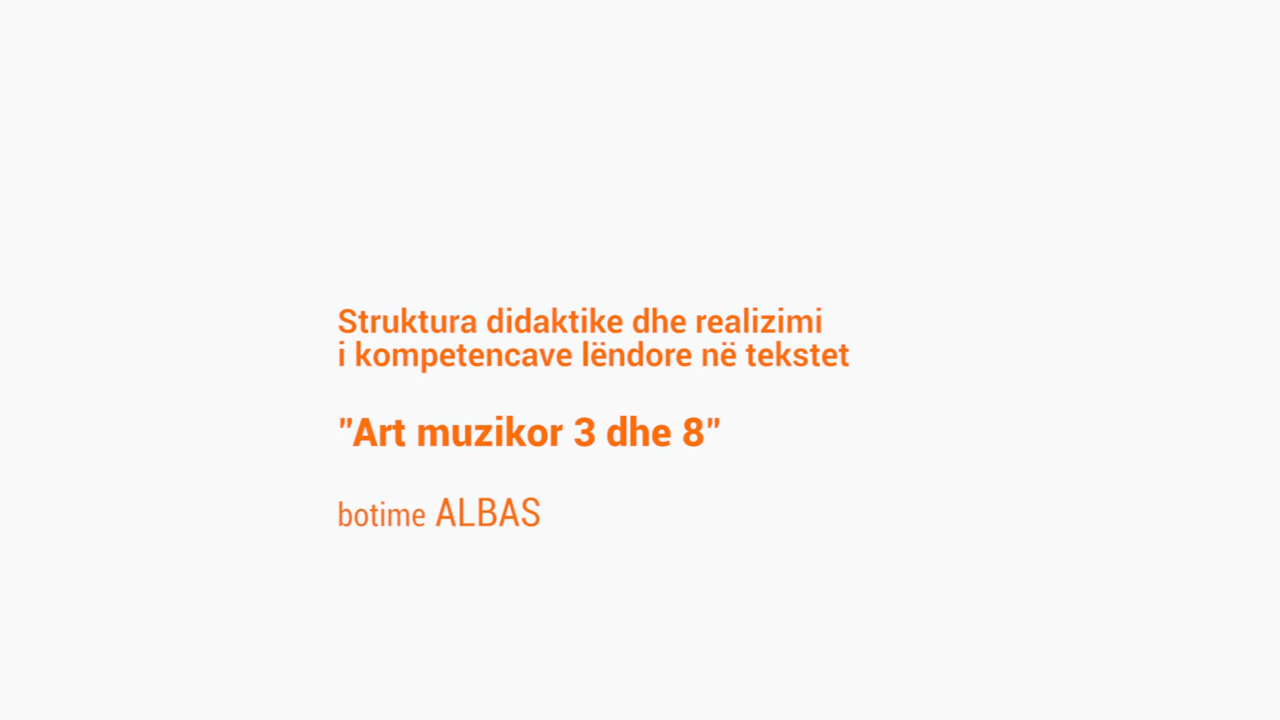 Struktura didaktike dhe realizimi
i kompetencave lëndore në tekstet
"Art muzikor 3 dhe 8"
botime ALBAS